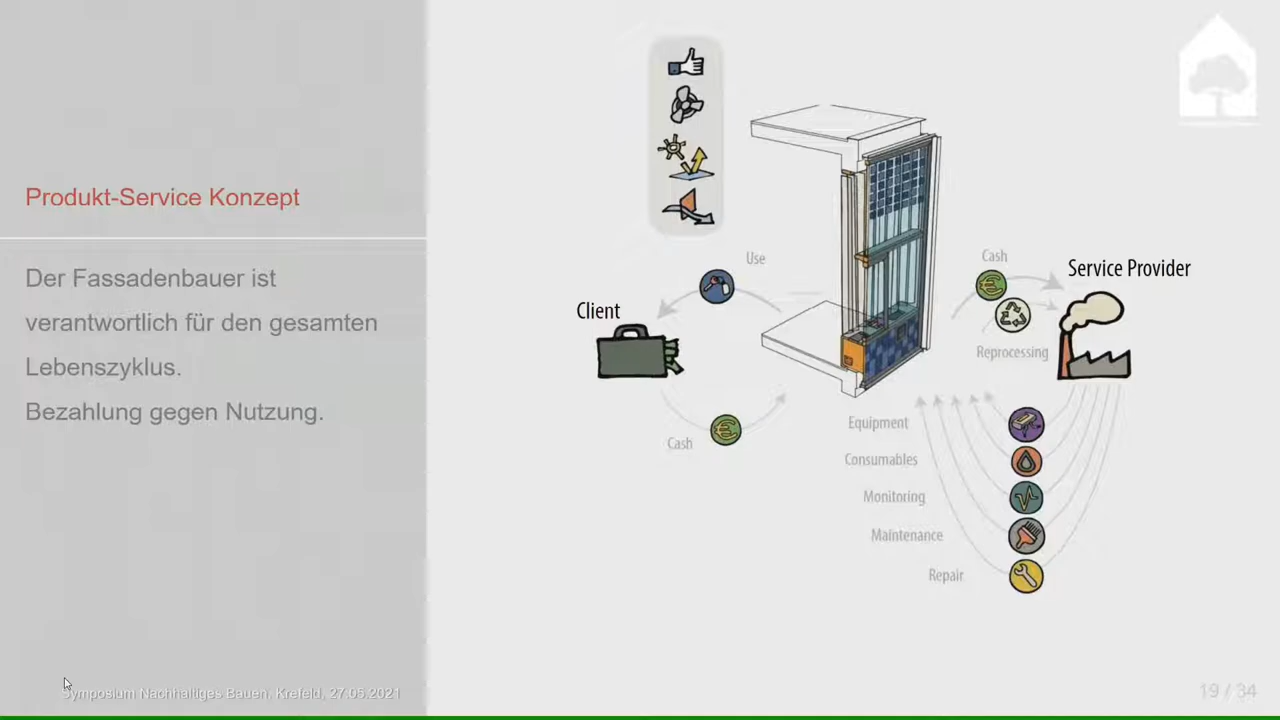 Produkt-Service Konzept
Der Fassadenbauer ist
verantwortlich für den gesamten
Lebenszyklus.
Bezahlung gegen Nutzung.
Use
Client
Cash
Cash
Service Provider
Reprocessing
Equipment
Consumables
Monitoring
Maintenance
Repair
Symposium Nachhaltiges Bauen, Krefeld, 27.05.2021
19 / 34